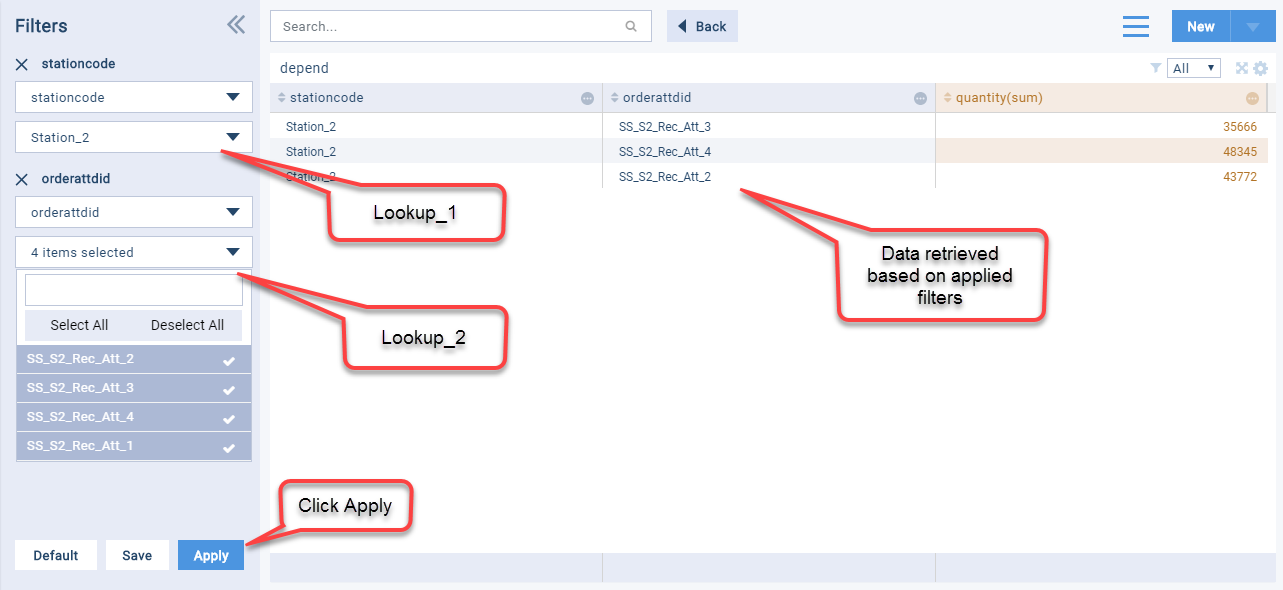 Filters
stationcode
stationcode
Station_2
orderattdid
orderattdid
4 items selected
Select All Deselect All
SS_S2_Rec_Att_2
SS_S2_Rec_Att_3
SS_S2_Rec_Att_4
SS_S2_Rec_Att_1
Default Save Apply
Search... Back New
depend All
stationcode orderattdid quantity(sum)
Station_2 SS_S2_Rec_Att_3 35666
Station_2 SS_S2_Rec_Att_4 48345
Station_2 SS_S2_Rec_Att_2 43772
Lookup_1
Lookup_2
Data retrieved
based on applied
filters
Click Apply